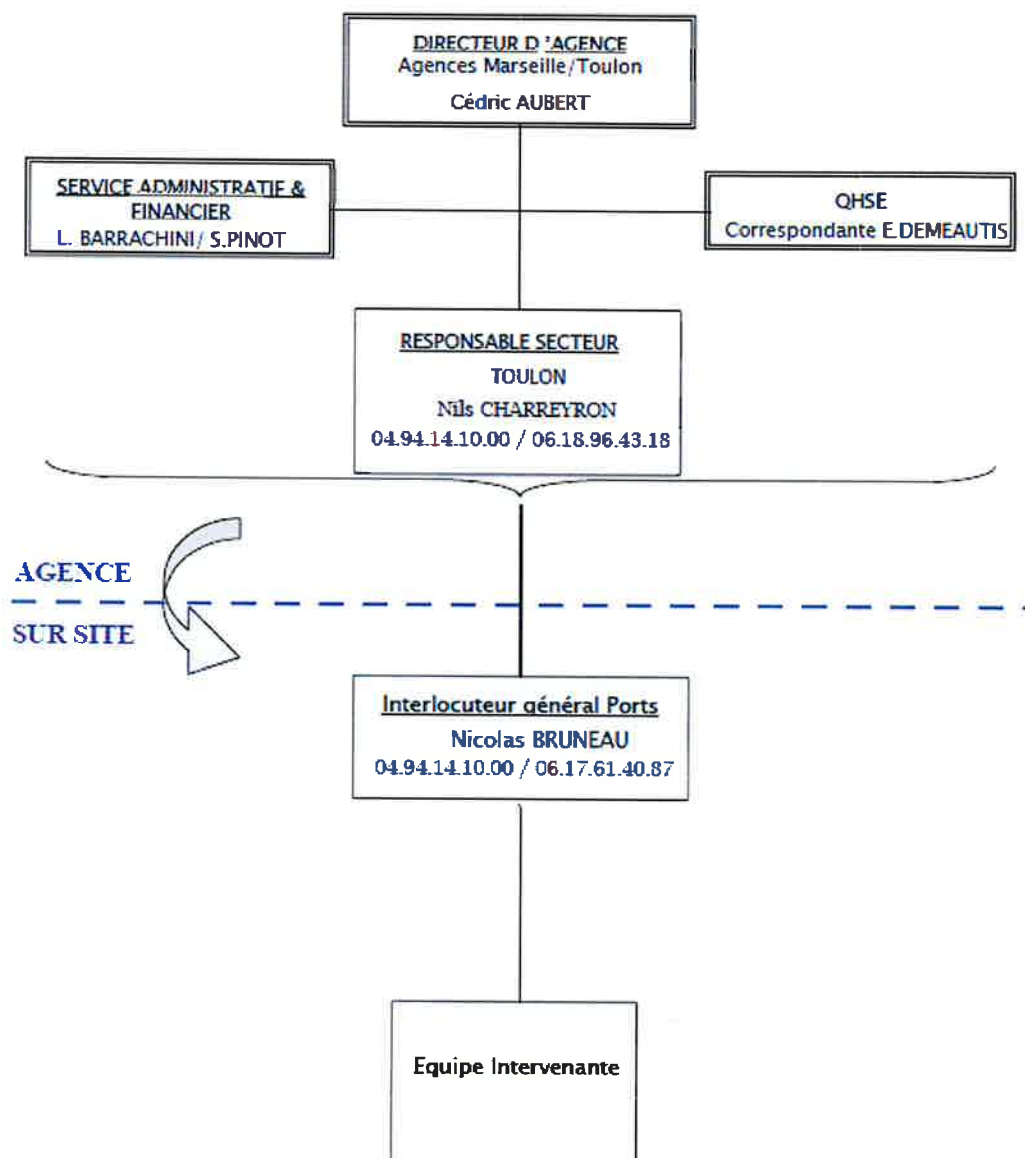 DIRECTEUR D 'AGENCE
Agences Marseille/Toulon
Cédric AUBERT
SERVICE ADMINISTRATIF &
FINANCIER
L. BARRACHINI/ S.PINOT
QHSE
Correspondante E.DEMEAUTIS
RESPONSABLE SECTEUR
TOULON
Nils CHARREYRON
04.94.14.10.00 / 06.18.96.43.18
AGENCE
SUR SITE
Interlocuteur général Ports
Nicolas BRUNEAU
04.94.14.10.00 / 06.17.61.40.87
Equipe Intervenante